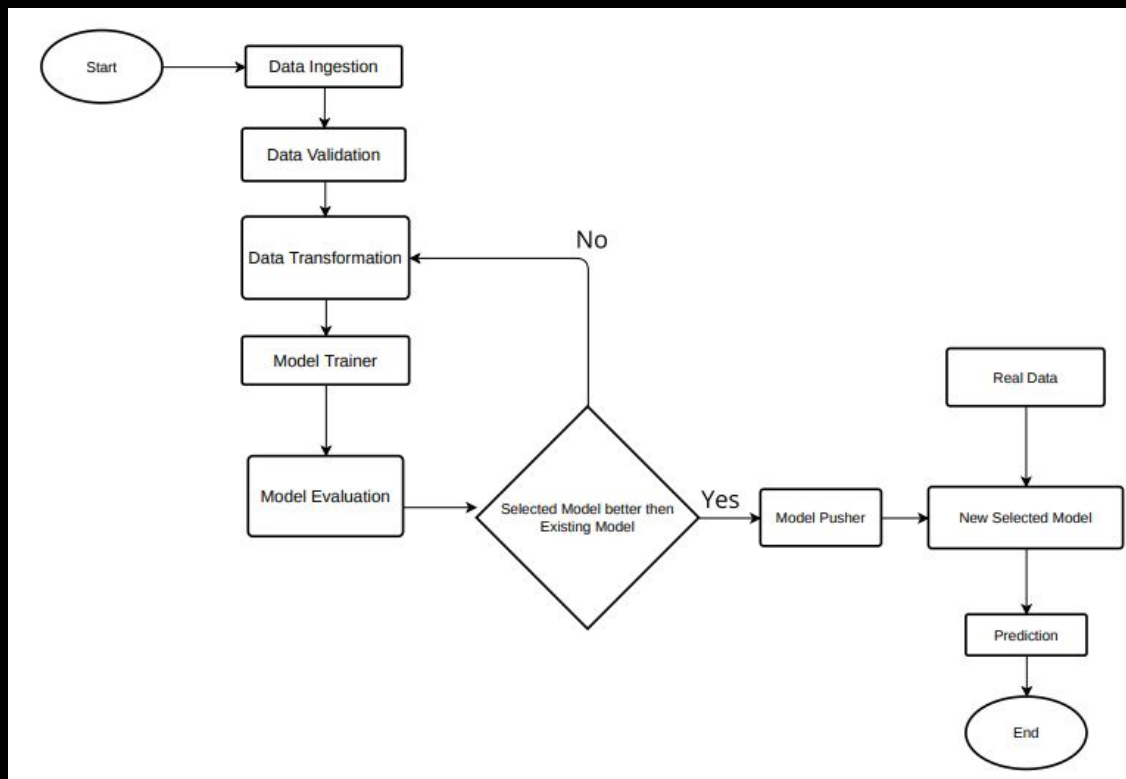 Start
Data Ingestion
Data Validation
Data Transformation
No
Model Trainer
Model Evaluation
Selected Model better then
Existing Model
Yes
Model Pusher
Real Data
New Selected Model
Prediction
End